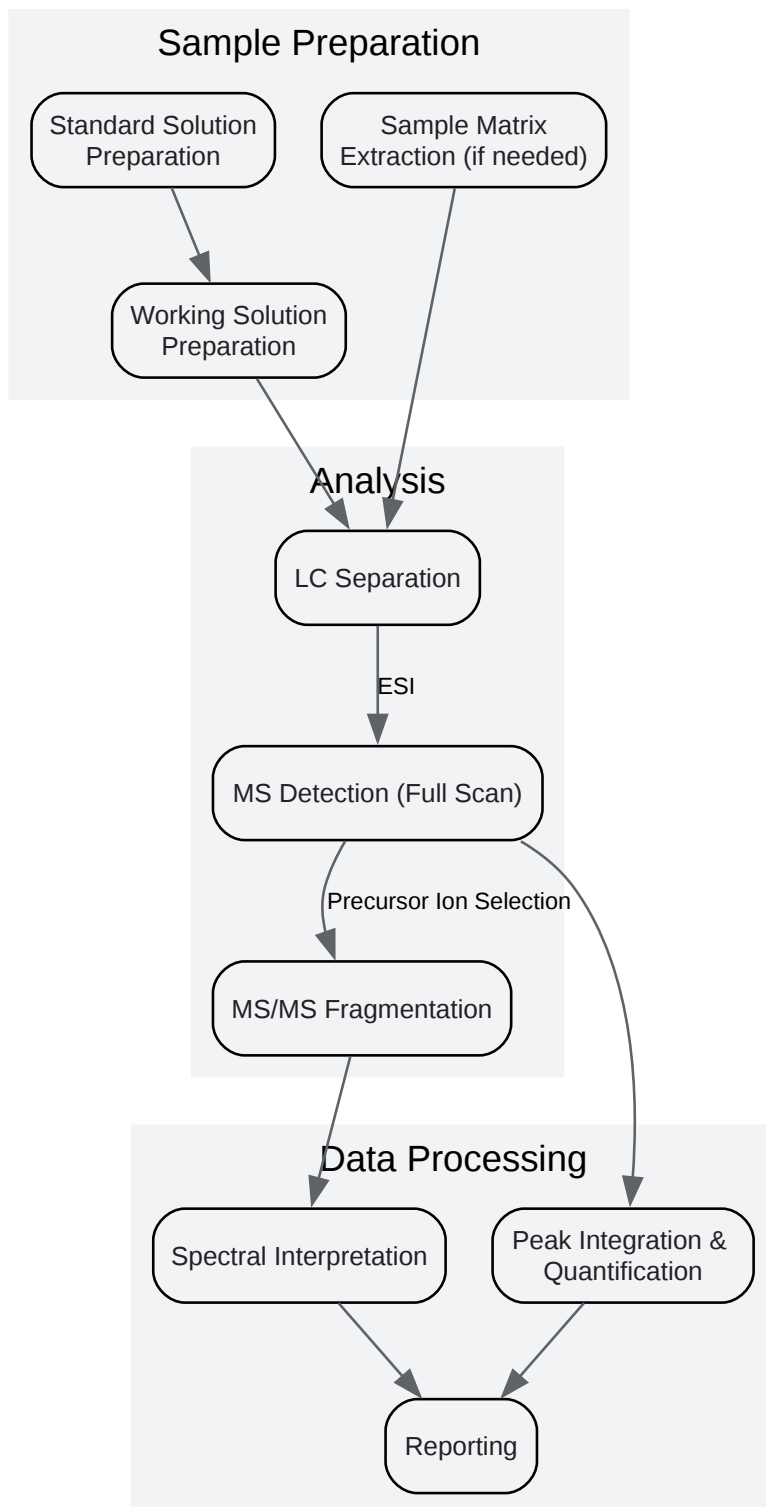 Sample Preparation
Standard Solution
Preparation
Sample Matrix
Extraction (if needed)
Working Solution
Preparation
Analysis
LC Separation
ESI
MS Detection (Full Scan)
Precursor Ion Selection
MS/MS Fragmentation
Data Processing
Spectral Interpretation
Peak Integration &
Quantification
Reporting